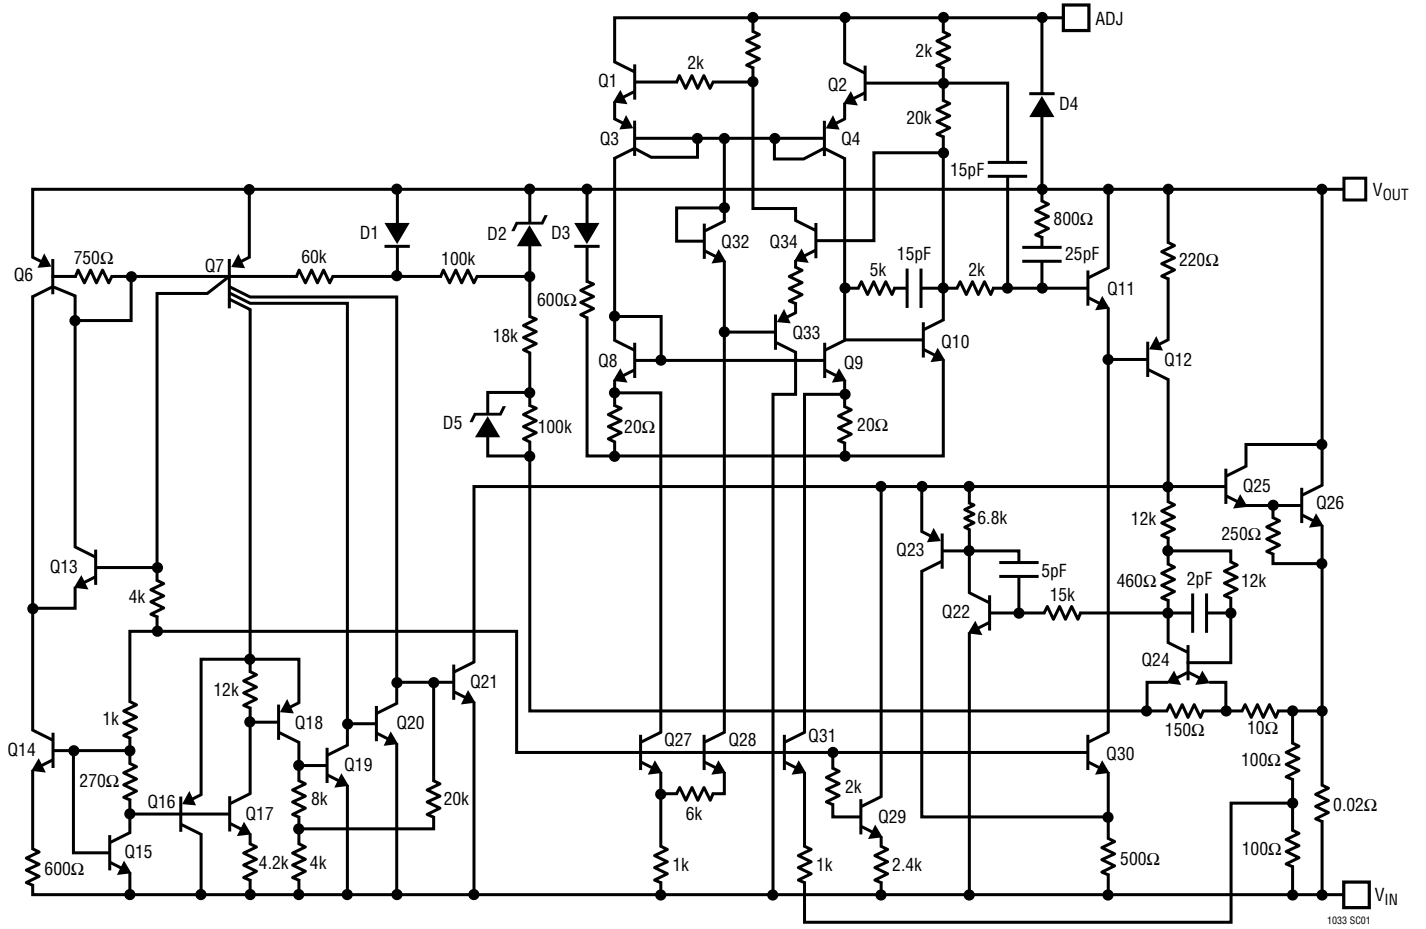 ADJ
2k
Q1
2k
Q2
D4
20k
Q3
Q4
15pF
VOUT
800Ω
D1
D2
D3
Q32
Q34
15pF
25pF
220Ω
Q6
750Ω
Q7
60k
100k
5k
2k
Q11
600Ω
18k
Q33
Q8
Q9
Q10
Q12
D5
100k
20Ω
20Ω
Q25
Q26
6.8k
12k
250Ω
Q23
Q13
5pF
460Ω
2pF
12k
4k
15k
Q22
Q24
12k
Q21
1k
Q18
Q20
150Ω
10Ω
Q14
Q27
Q28
Q31
Q30
100Ω
270Ω
Q19
Q16
Q17
8k
20k
2k
6k
Q29
0.02Ω
Q15
600Ω
4.2k
4k
1k
1k
2.4k
500Ω
100Ω
VIN
1033 SC01